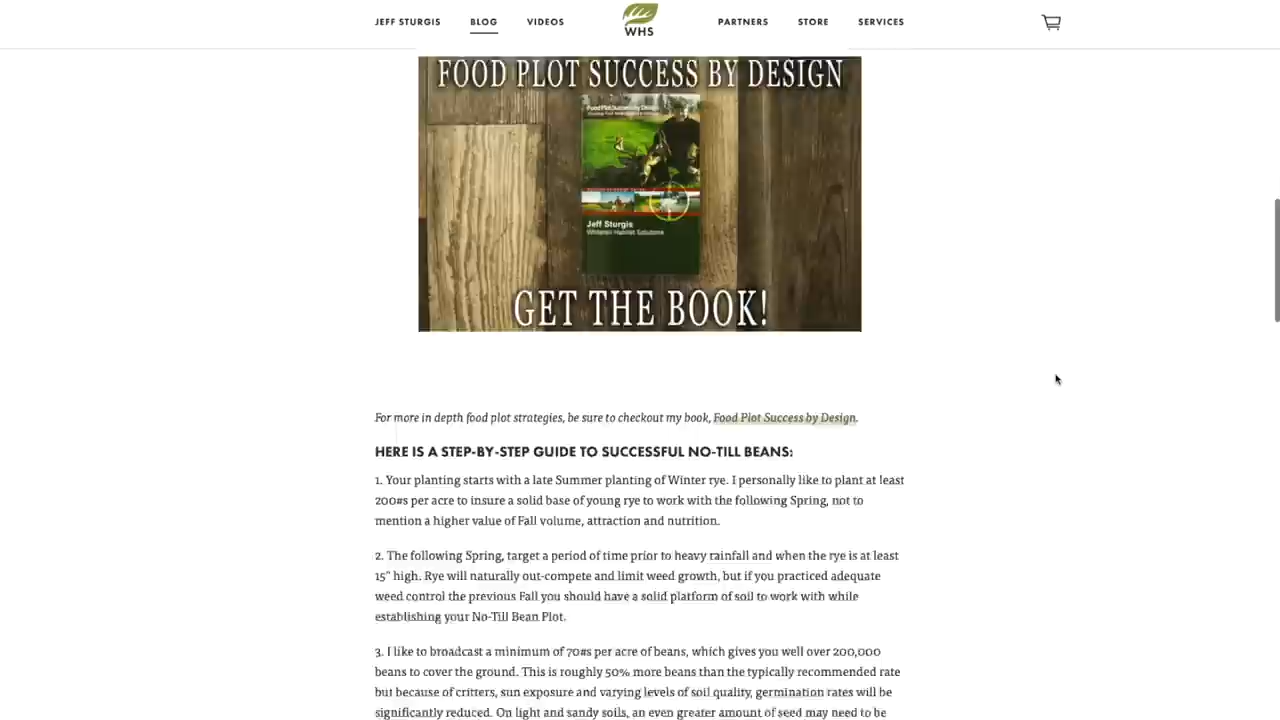 JEFF STURGIS BLOG VIDEOS WHS PARTNERS STORE SERVICES
FOOD PLOT SUCCESS BY DESIGN
Food Plot Success by Design
Jeff Sturgis
Whitetail Habitat Solutions
GET THE BOOK!
For more in depth food plot strategies, be sure to checkout my book, Food Plot Success by Design.
HERE IS A STEP-BY-STEP GUIDE TO SUCCESSFUL NO-TILL BEANS:
1. Your planting starts with a late Summer planting of Winter rye. I personally like to plant at least
200#s per acre to insure a solid base of young rye to work with the following Spring, not to
mention a higher value of Fall volume, attraction and nutrition.
2. The following Spring, target a period of time prior to heavy rainfall and when the rye is at least
15" high. Rye will naturally out-compete and limit weed growth, but if you practiced adequate
weed control the previous Fall you should have a solid platform of soil to work with while
establishing your No-Till Bean Plot.
3. I like to broadcast a minimum of 70#s per acre of beans, which gives you well over 200,000
beans to cover the ground. This is roughly 50% more beans than the typically recommended rate
but because of critters, sun exposure and varying levels of soil quality, germination rates will be
significantly reduced. On light and sandy soils, an even greater amount of seed may need to be